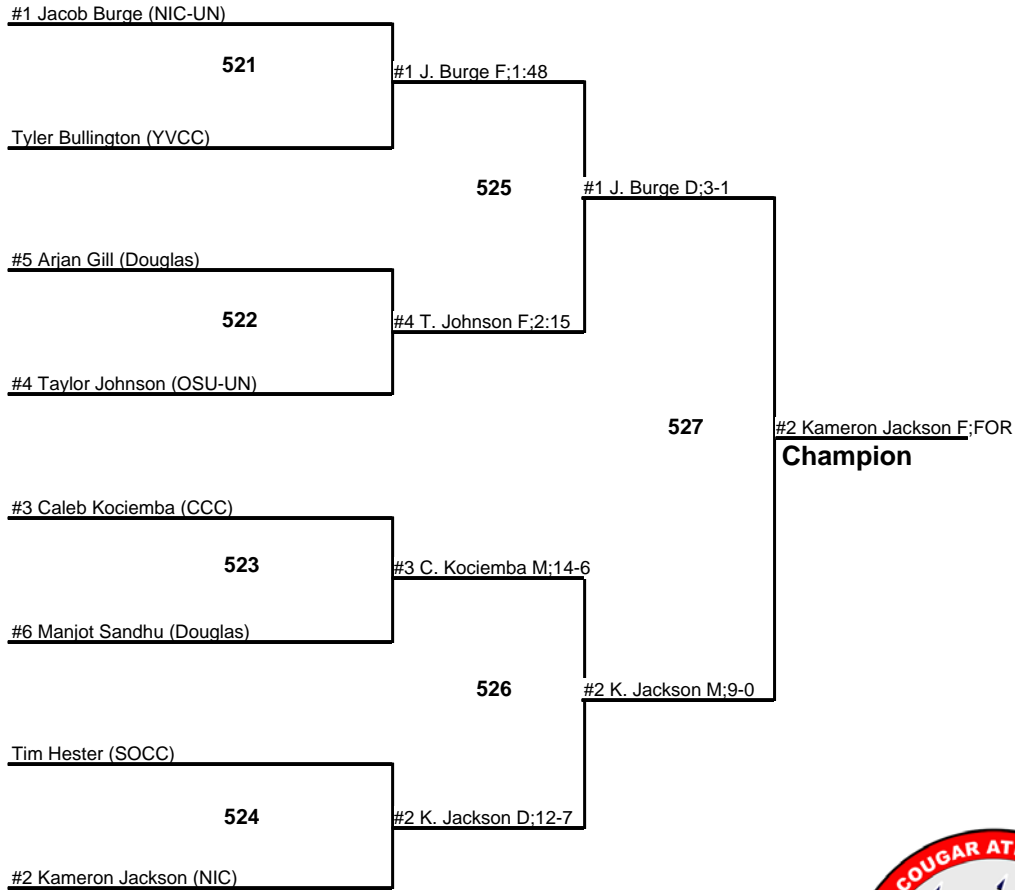 #1 Jacob Burge (NIC-UN)
521
#1 J. Burge F;1:48
Tyler Bullington (YVCC)
525
#1 J. Burge D;3-1
#5 Arjan Gill (Douglas)
522
#4 T. Johnson F;2:15
#4 Taylor Johnson (OSU-UN)
527
#2 Kameron Jackson F;FOR
Champion
#3 Caleb Kociemba (CCC)
523
#3 C. Kociemba M;14-6
#6 Manjot Sandhu (Douglas)
526
#2 K. Jackson M;9-0
Tim Hester (SOCC)
524
#2 K. Jackson D;12-7
#2 Kameron Jackson (NIC)
COUGAR AT